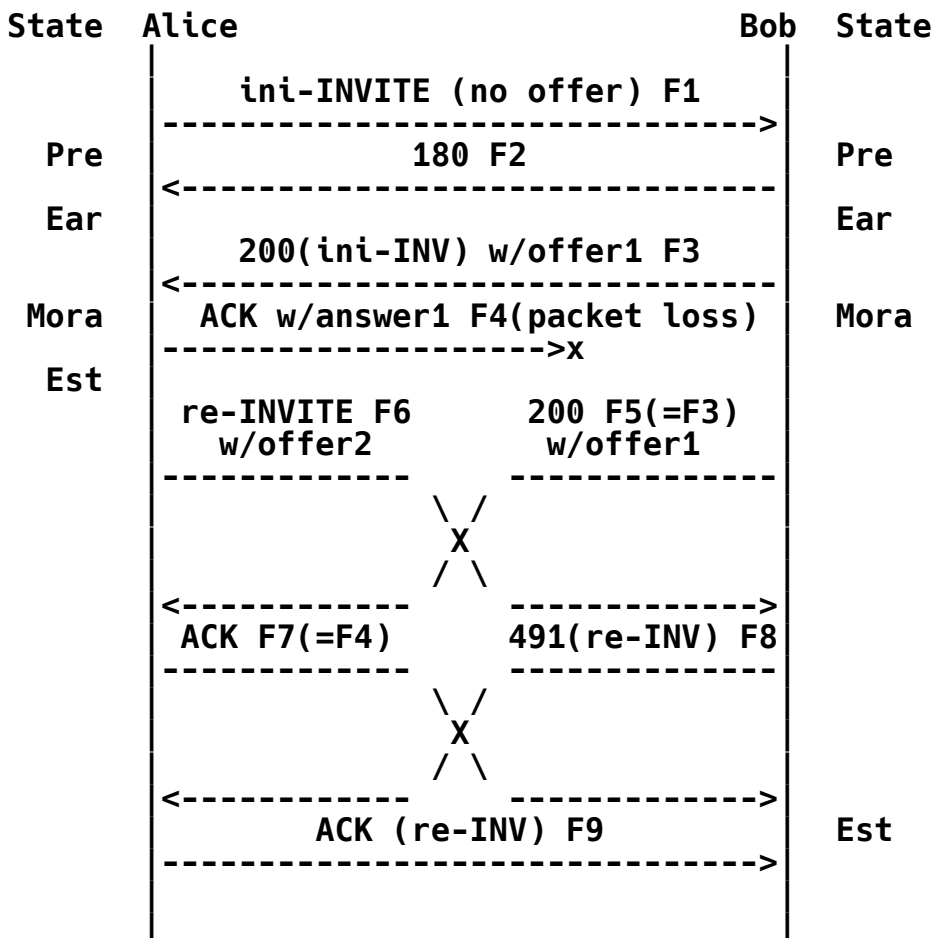 State  Alice                          Bob  State
ini-INVITE (no offer) F1
------------------------------->
Pre                180 F2                Pre
<-------------------------------
Ear                                      Ear
200(ini-INV) w/offer1 F3
<-------------------------------
Mora     ACK w/answer1 F4(packet loss)    Mora
-------------------->x
Est
re-INVITE F6      200 F5(=F3)
w/offer2         w/offer1
-------------     --------------
\ /
X
/ \
<------------     ------------->
ACK F7(=F4)     491(re-INV) F8
-------------     --------------
\ /
X
/ \
<------------     ------------->
ACK (re-INV) F9            Est
------------------------------->